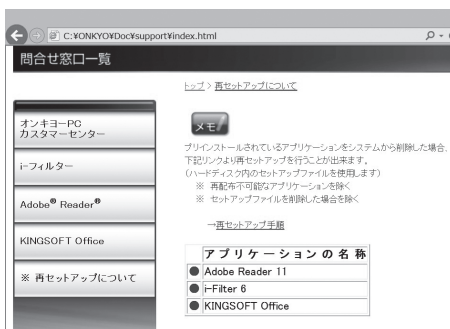 C:¥ONKYO¥Doc¥support¥index.html
問合せ窓口一覧
トップ > 再セットアップについて
オンキヨーPC
カスタマーセンター
i-フィルター
Adobe® Reader®
KINGSOFT Office
※ 再セットアップについて
メモ
プリインストールされているアプリケーションをシステムから削除した場合、
下記リンクより再セットアップを行うことが出来ます。
(ハードディスク内のセットアップファイルを使用します)
※ 再配布不可能なアプリケーションを除く
※ セットアップファイルを削除した場合を除く
→再セットアップ手順
アプリケーションの名称
● Adobe Reader 11
● i-Filter 6
● KINGSOFT Office